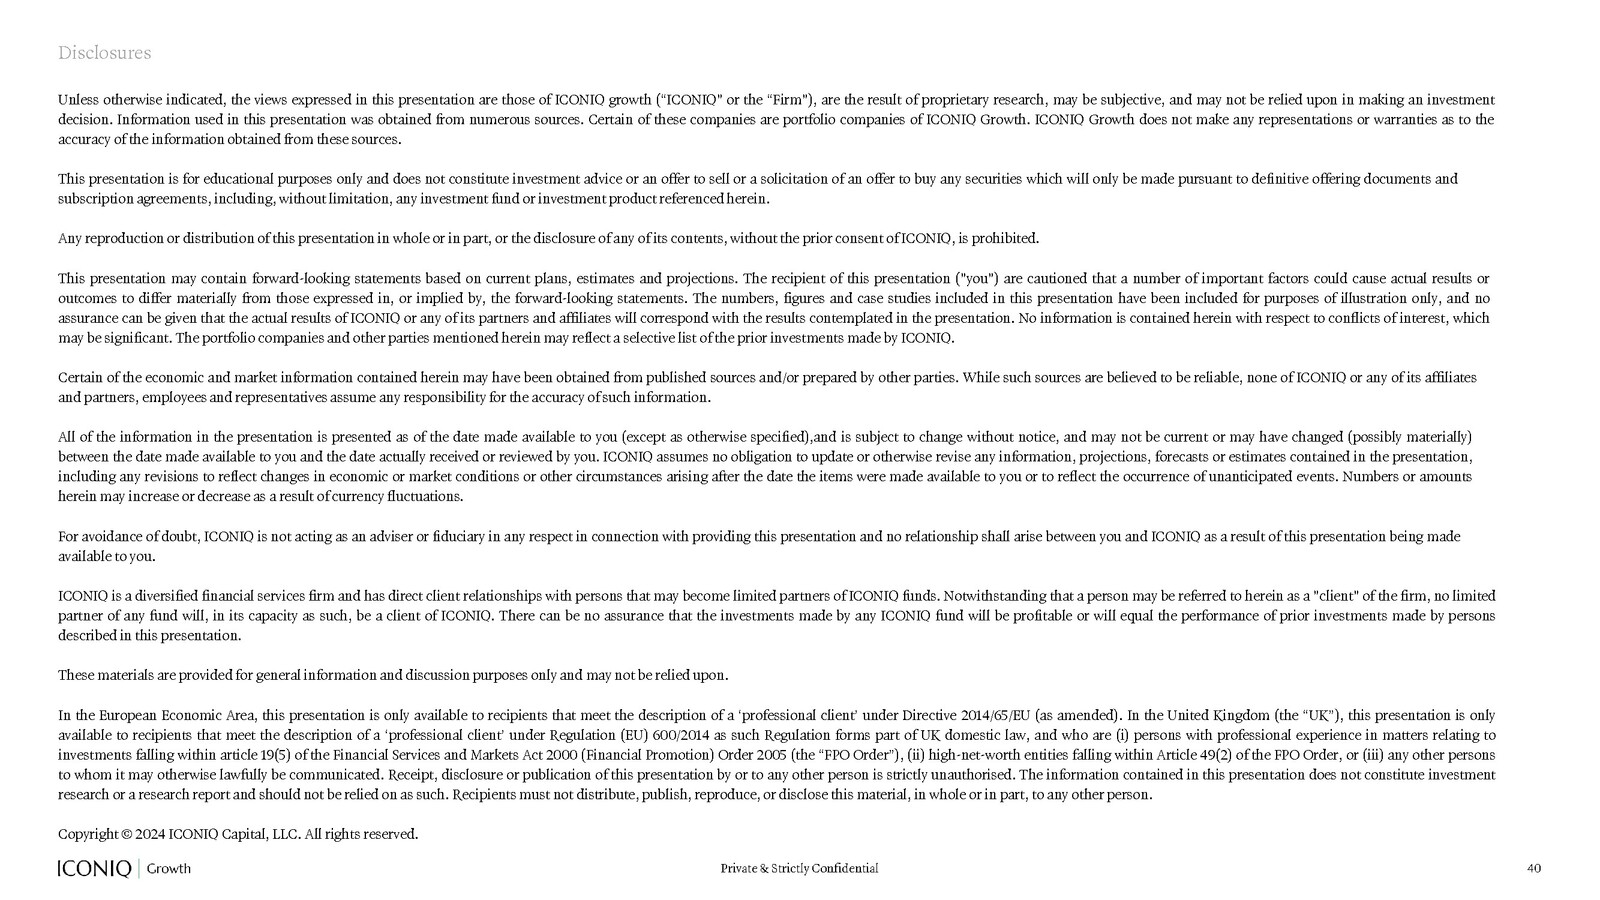 Disclosures
Unless otherwise indicated, the views expressed in this presentation are those of ICONIQ growth (“ICONIQ" or the “Firm"), are the result of proprietary research, may be subjective, and may not be relied upon in making an investment
decision. Information used in this presentation was obtained from numerous sources. Certain of these companies are portfolio companies of ICONIQ Growth. ICONIQ Growth does not make any representations or warranties as to the
accuracy of the information obtained from these sources.
This presentation is for educational purposes only and does not constitute investment advice or an offer to sell or a solicitation of an offer to buy any securities which will only be made pursuant to definitive offering documents and
subscription agreements, including, without limitation, any investment fund or investment product referenced herein.
Any reproduction or distribution of this presentation in whole or in part, or the disclosure of any of its contents, without the prior consent of ICONIQ, is prohibited.
This presentation may contain forward-looking statements based on current plans, estimates and projections. The recipient of this presentation ("you") are cautioned that a number of important factors could cause actual results or
outcomes to differ materially from those expressed in, or implied by, the forward-looking statements. The numbers, figures and case studies included in this presentation have been included for purposes of illustration only, and no
assurance can be given that the actual results of ICONIQ or any of its partners and affiliates will correspond with the results contemplated in the presentation. No information is contained herein with respect to conflicts of interest, which
may be significant. The portfolio companies and other parties mentioned herein may reflect a selective list of the prior investments made by ICONIQ.
Certain of the economic and market information contained herein may have been obtained from published sources and/or prepared by other parties. While such sources are believed to be reliable, none of ICONIQ or any of its affiliates
and partners, employees and representatives assume any responsibility for the accuracy of such information.
All of the information in the presentation is presented as of the date made available to you (except as otherwise specified),and is subject to change without notice, and may not be current or may have changed (possibly materially)
between the date made available to you and the date actually received or reviewed by you. ICONIQ assumes no obligation to update or otherwise revise any information, projections, forecasts or estimates contained in the presentation,
including any revisions to reflect changes in economic or market conditions or other circumstances arising after the date the items were made available to you or to reflect the occurrence of unanticipated events. Numbers or amounts
herein may increase or decrease as a result of currency fluctuations.
For avoidance of doubt, ICONIQ is not acting as an adviser or fiduciary in any respect in connection with providing this presentation and no relationship shall arise between you and ICONIQ as a result of this presentation being made
available to you.
ICONIQ is a diversified financial services firm and has direct client relationships with persons that may become limited partners of ICONIQ funds. Notwithstanding that a person may be referred to herein as a "client" of the firm, no limited
partner of any fund will, in its capacity as such, be a client of ICONIQ. There can be no assurance that the investments made by any ICONIQ fund will be profitable or will equal the performance of prior investments made by persons
described in this presentation.
These materials are provided for general information and discussion purposes only and may not be relied upon.
In the European Economic Area, this presentation is only available to recipients that meet the description of a ‘professional client’ under Directive 2014/65/EU (as amended). In the United Kingdom (the “UK”), this presentation is only
available to recipients that meet the description of a ‘professional client’ under Regulation (EU) 600/2014 as such Regulation forms part of UK domestic law, and who are (i) persons with professional experience in matters relating to
investments falling within article 19(5) of the Financial Services and Markets Act 2000 (Financial Promotion) Order 2005 (the “FPO Order”), (ii) high-net-worth entities falling within Article 49(2) of the FPO Order, or (iii) any other persons
to whom it may otherwise lawfully be communicated. Receipt, disclosure or publication of this presentation by or to any other person is strictly unauthorised. The information contained in this presentation does not constitute investment
research or a research report and should not be relied on as such. Recipients must not distribute, publish, reproduce, or disclose this material, in whole or in part, to any other person.
Copyright © 2024 ICONIQ Capital, LLC. All rights reserved.
ICONIQ | Growth
Private & Strictly Confidential
40